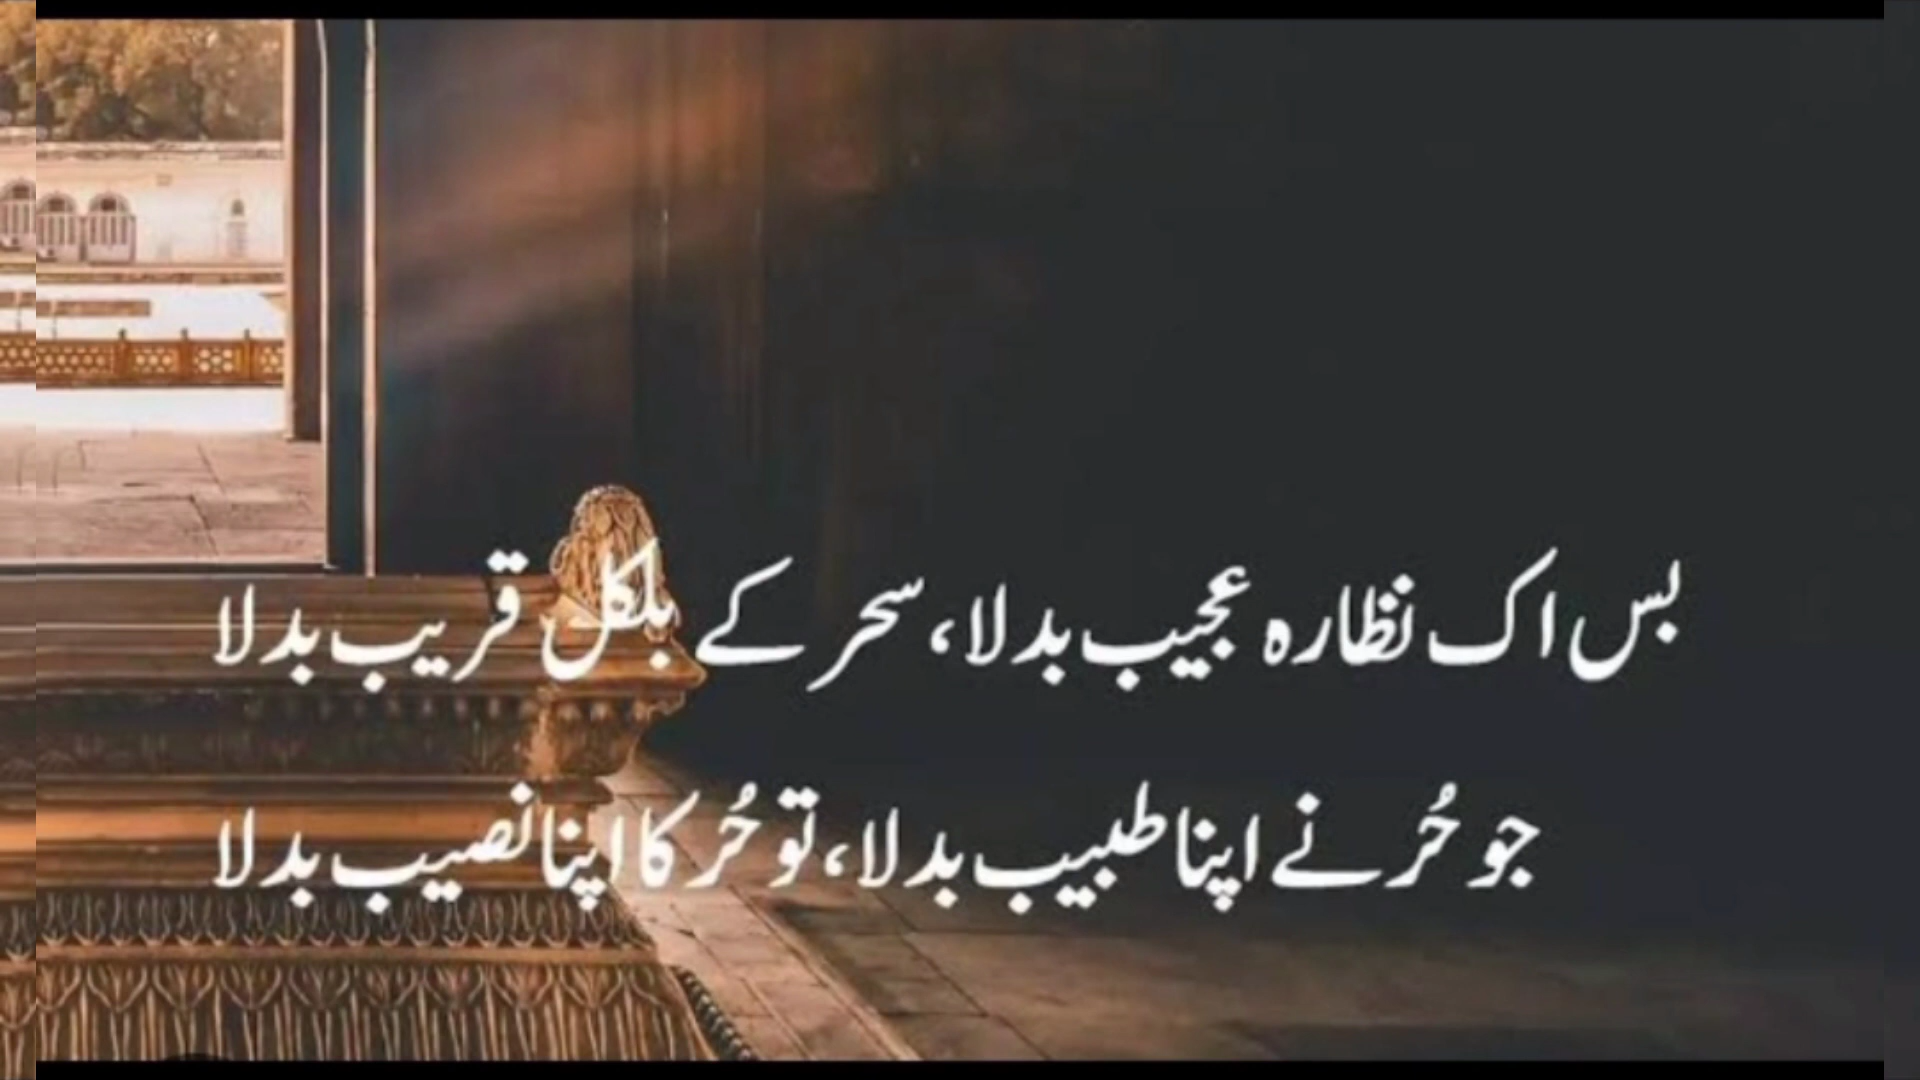 بس اک نظارہ عجیب بدلا، سحر کے بلکل قریب بدلا
جو حُر نے اپنا طبیب بدلا، تو حُر کا اپنا نصیب بدلا